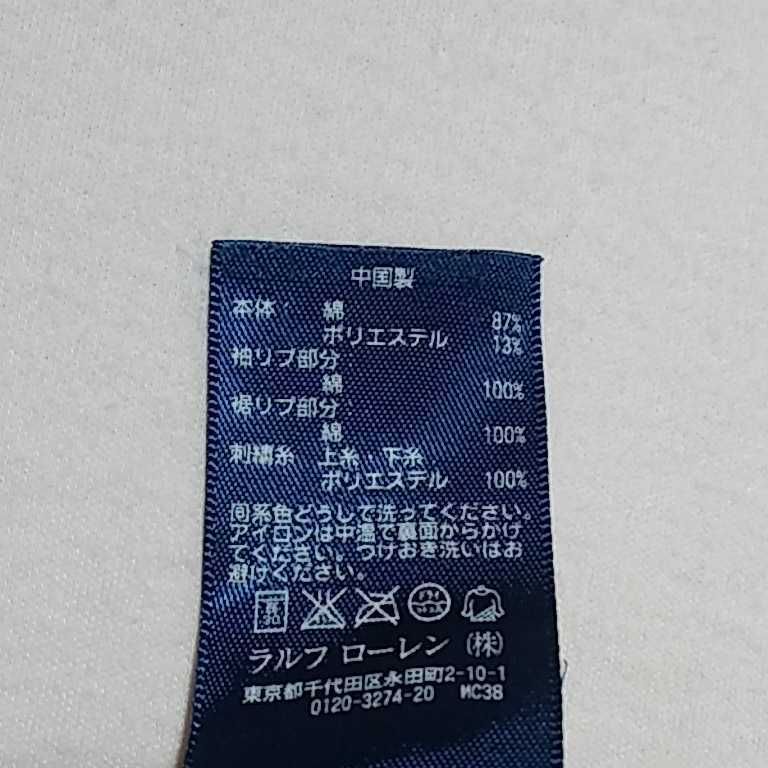 中国製
本体: 綿 87%
ポリエステル 13%
袖リブ部分
綿 100%
裾リブ部分:
綿 100%
刺繍糸 上糸・下糸
ポリエステル 100%
同系色どうしで洗ってください。
アイロンは中温で裏面からかけ
てください。つけおき洗いはお
避けください。
ラルフ ローレン (株)
東京都千代田区永田町2-10-1
0120-3274-20 MC38